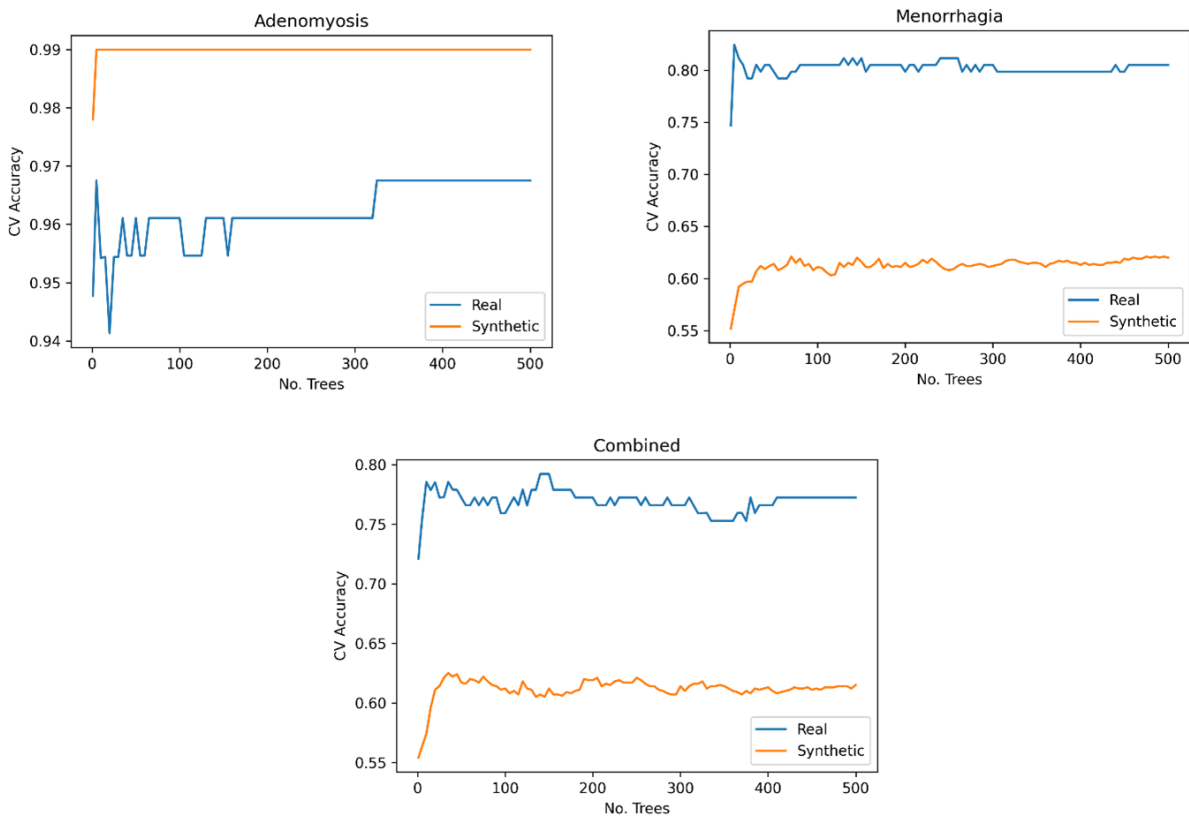 Adenomyosis
0.99
0.98
0.97
0.96
0.95
0.94
CV Accuracy
Real
Synthetic
0 100 200 300 400 500
No. Trees
Menorrhagia
0.80
0.75
0.70
0.65
0.60
0.55
CV Accuracy
Real
Synthetic
0 100 200 300 400 500
No. Trees
Combined
0.80
0.75
0.70
0.65
0.60
0.55
CV Accuracy
Real
Synthetic
0 100 200 300 400 500
No. Trees